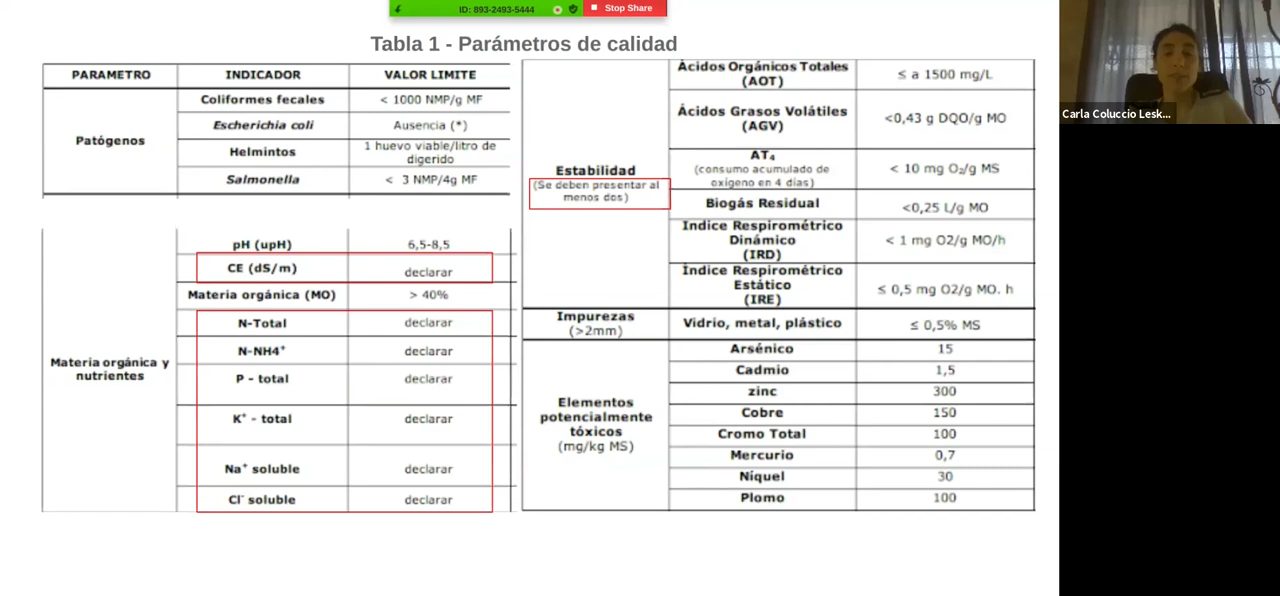 ID: 893-2493-5444
Stop Share
Tabla 1 - Parámetros de calidad
PARAMETRO INDICADOR VALOR LIMITE
Patógenos
Coliformes fecales < 1000 NMP/g MF
Escherichia coli Ausencia (*)
Helmintos 1 huevo viable/litro de
digerido
Salmonella < 3 NMP/4g MF
Materia orgánica y
nutrientes
pH (upH) 6,5-8,5
CE (dS/m) declarar
Materia orgánica (MO) > 40%
N-Total declarar
N-NH4⁺ declarar
P - total declarar
K⁺ - total declarar
Na⁺ soluble declarar
Cl⁻ soluble declarar
Estabilidad
(Se deben presentar al
menos dos)
Ácidos Orgánicos Totales
(AOT) ≤ a 1500 mg/L
Ácidos Grasos Volátiles
(AGV) <0,43 g DQO/g MO
AT₄
(consumo acumulado de
oxígeno en 4 días) < 10 mg O₂/g MS
Biogás Residual <0,25 L/g MO
Indice Respirométrico
Dinámico
(IRD) < 1 mg O2/g MO/h
Índice Respirométrico
Estático
(IRE) ≤ 0,5 mg O2/g MO. h
Impurezas
(>2mm)
Vidrio, metal, plástico ≤ 0,5% MS
Elementos
potencialmente
tóxicos
(mg/kg MS)
Arsénico 15
Cadmio 1,5
zinc 300
Cobre 150
Cromo Total 100
Mercurio 0,7
Níquel 30
Plomo 100
Carla Coluccio Lesk...